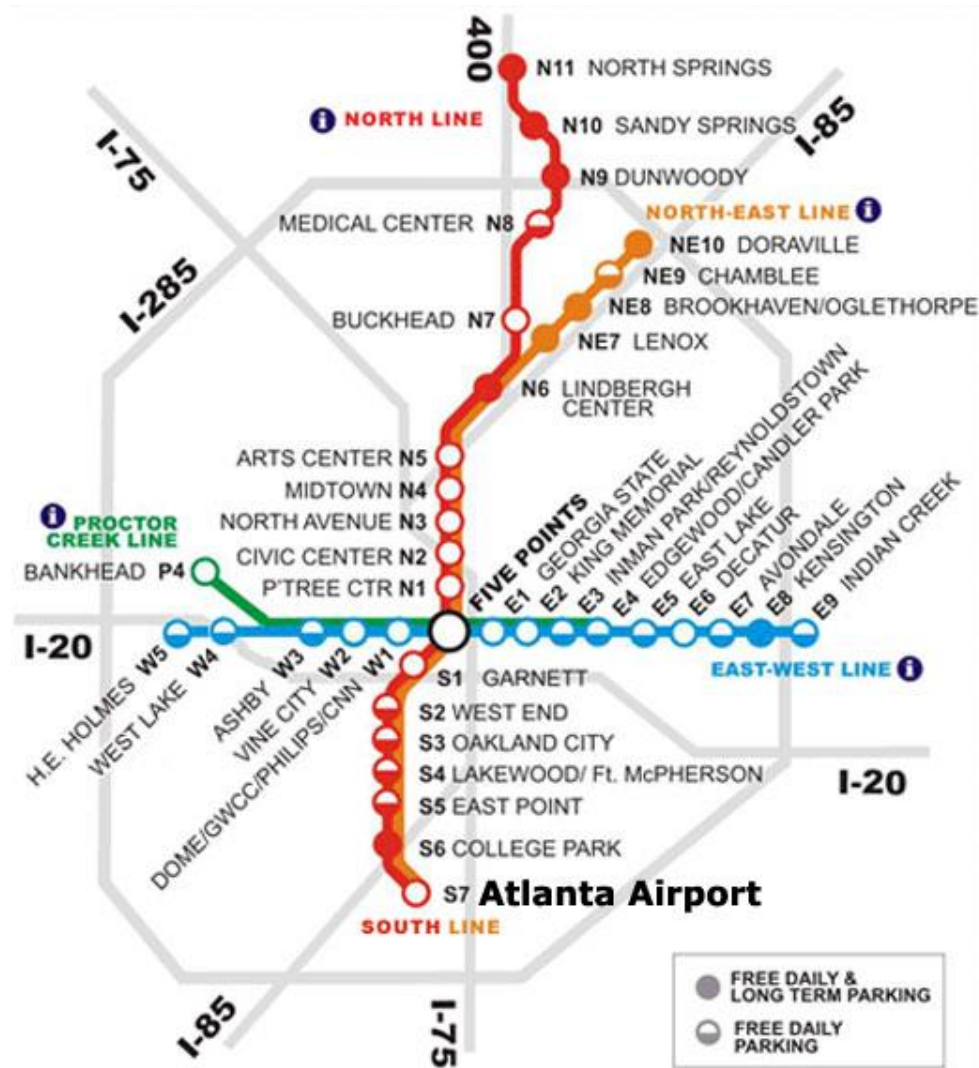 400
N11 NORTH SPRINGS
i NORTH LINE
N10 SANDY SPRINGS
I-85
I-75
N9 DUNWOODY
NORTH-EAST LINE i
MEDICAL CENTER N8
NE10 DORAVILLE
NE9 CHAMBLEE
I-285
NE8 BROOKHAVEN/OGLETHORPE
BUCKHEAD N7
NE7 LENOX
N6 LINDBERGH
CENTER
ARTS CENTER N5
MIDTOWN N4
NORTH AVENUE N3
CIVIC CENTER N2
P'TREE CTR N1
i PROCTOR
CREEK LINE
BANKHEAD P4
FIVE POINTS
E1 GEORGIA STATE
E2 KING MEMORIAL
E3 INMAN PARK/REYNOLDSTOWN
E4 EDGEWOOD/CANDLER PARK
E5 EAST LAKE
E6 DECATUR
E7 AVONDALE
E8 KENSINGTON
E9 INDIAN CREEK
I-20
EAST-WEST LINE i
H.E. HOLMES W5
WEST LAKE W4
ASHBY W3
VINE CITY W2
DOME/GWCC/PHILIPS/CNN W1
S1 GARNETT
S2 WEST END
S3 OAKLAND CITY
S4 LAKEWOOD/ Ft. McPHERSON
I-20
S5 EAST POINT
S6 COLLEGE PARK
S7 Atlanta Airport
SOUTH LINE
I-85
I-75
FREE DAILY &
LONG TERM PARKING
FREE DAILY
PARKING